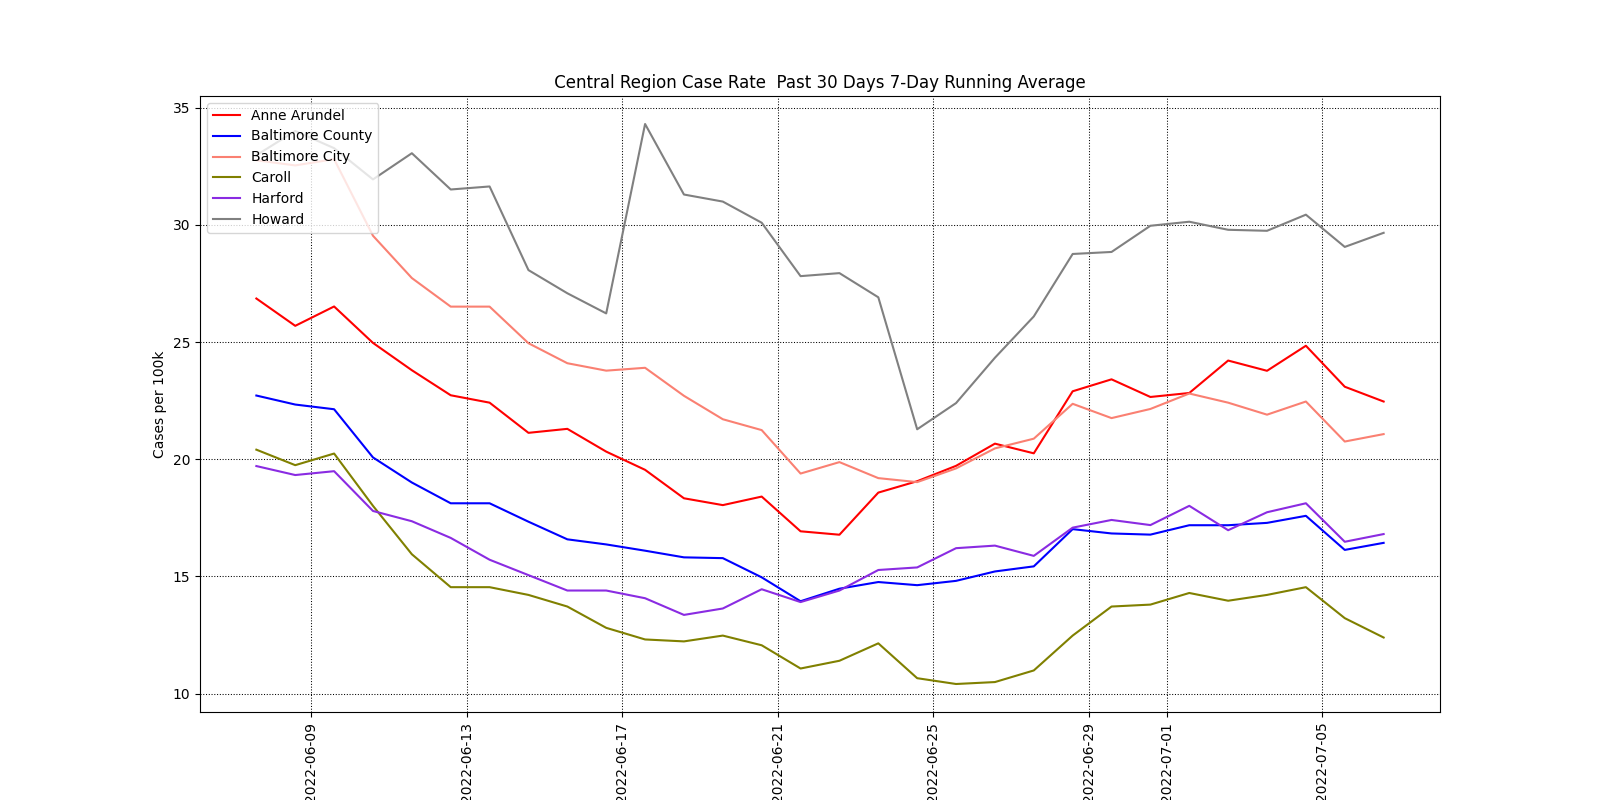 Central Region Case Rate  Past 30 Days 7-Day Running Average
35
30
25
20
15
10
Cases per 100k
Anne Arundel
Baltimore County
Baltimore City
Caroll
Harford
Howard
2022-06-09
2022-06-13
2022-06-17
2022-06-21
2022-06-25
2022-06-29
2022-07-01
2022-07-05